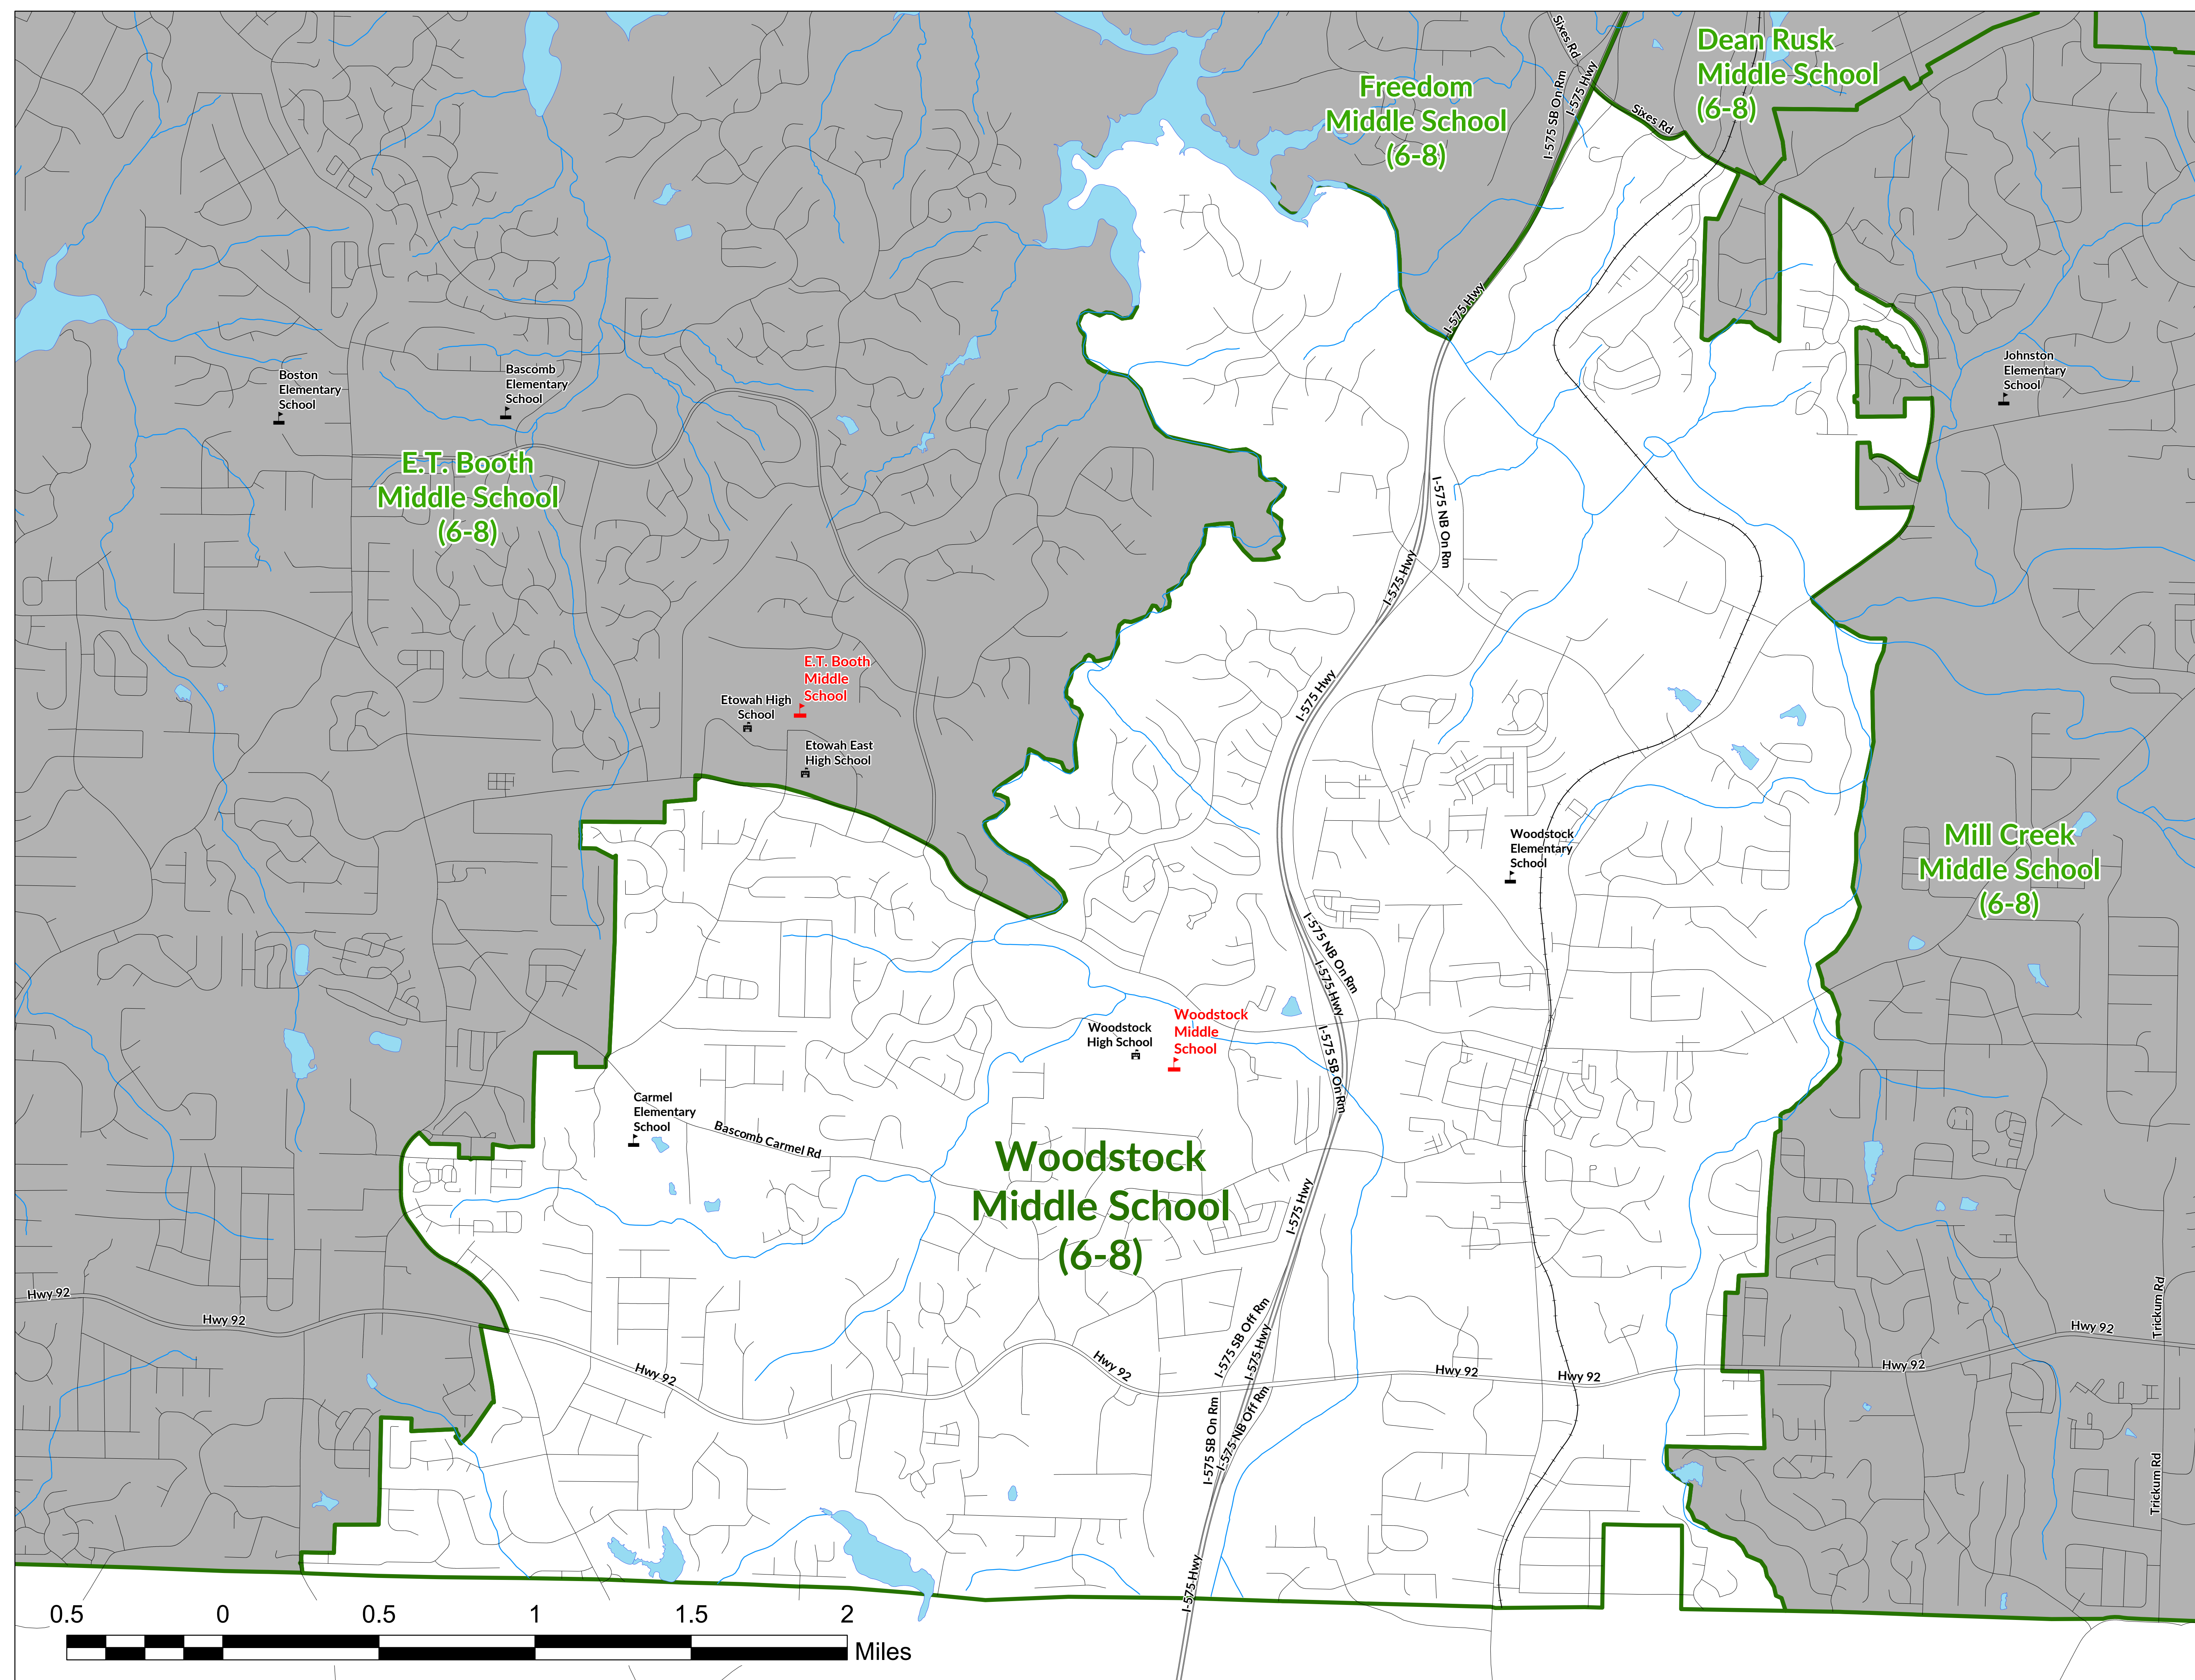 Sixes Rd
I-575 SB On Rm
I-575 Hwy
Sixes Rd
Dean Rusk
Middle School
(6-8)
Freedom
Middle School
(6-8)
I-575 Hwy
Boston
Elementary
School
Bascomb
Elementary
School
Johnston
Elementary
School
E.T. Booth
Middle School
(6-8)
I-575 NB On Rm
I-575 Hwy
E.T. Booth
Middle
School
Etowah High
School
Etowah East
High School
I-575 Hwy
Woodstock
Elementary
School
Mill Creek
Middle School
(6-8)
I-575 NB On Rm
I-575 Hwy
I-575 SB On Rm
Woodstock
High School
Woodstock
Middle
School
Carmel
Elementary
School
Bascomb Carmel Rd
Woodstock
Middle School
(6-8)
I-575 Hwy
Hwy 92
Hwy 92
Hwy 92
Hwy 92
I-575 SB Off Rm
I-575 Hwy
Hwy 92
Hwy 92
Hwy 92
Hwy 92
Trickum Rd
I-575 SB On Rm
I-575 NB Off Rm
Trickum Rd
I-575 Hwy
0.5 0 0.5 1 1.5 2
Miles